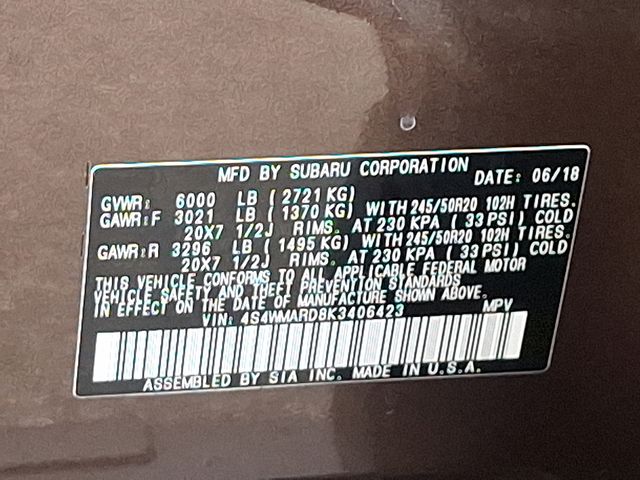 MFD BY SUBARU CORPORATION
DATE: 06/18
GVWR: 6000 LB (2721 KG)
GAWR:F 3021 LB (1370 KG) WITH 245/50R20 102H TIRES.
20X7 1/2J RIMS. AT 230 KPA (33 PSI) COLD
GAWR:R 3296 LB (1495 KG) WITH 245/50R20 102H TIRES.
20X7 1/2J RIMS. AT 230 KPA (33 PSI) COLD
THIS VEHICLE CONFORMS TO ALL APPLICABLE FEDERAL MOTOR
VEHICLE SAFETY AND THEFT PREVENTION STANDARDS
IN EFFECT ON DATE OF MANUFACTURE SHOWN ABOVE.
VIN: 4S4WMARD8K3406423 MPV
ASSEMBLED BY SIA INC. MADE IN U.S.A.